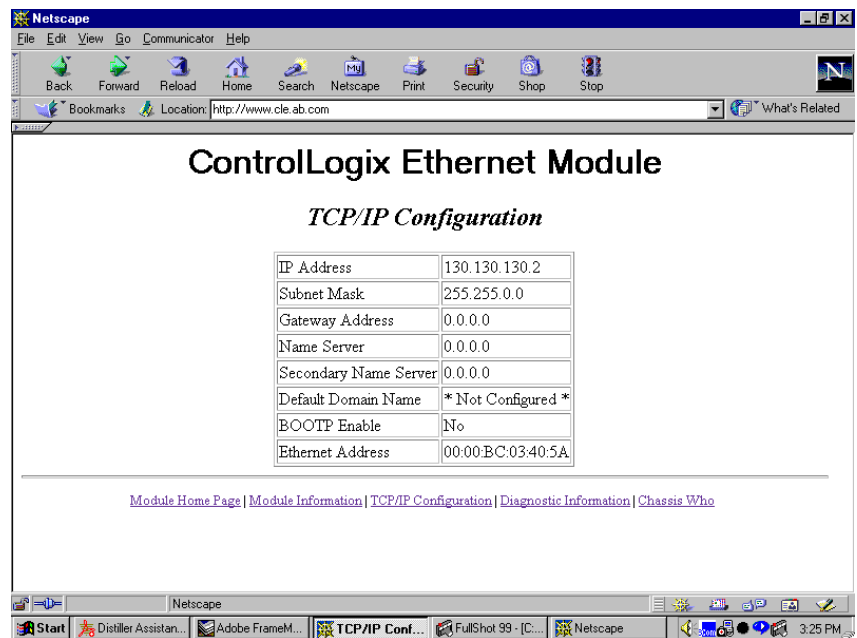 Netscape
File Edit View Go Communicator Help
My
N
Back Forward Reload Home Search Netscape Print Security Shop Stop
Bookmarks Location: http://www.cle.ab.com What's Related
ControlLogix Ethernet Module
TCP/IP Configuration
IP Address 130.130.130.2
Subnet Mask 255.255.0.0
Gateway Address 0.0.0.0
Name Server 0.0.0.0
Secondary Name Server 0.0.0.0
Default Domain Name * Not Configured *
BOOTP Enable No
Ethernet Address 00:00:BC:03:40:5A
Module Home Page | Module Information | TCP/IP Configuration | Diagnostic Information | Chassis Who
Netscape
Start Distiller Assistan... Adobe FrameM... TCP/IP Conf... FullShot 99 - [C:... Netscape 3:25 PM